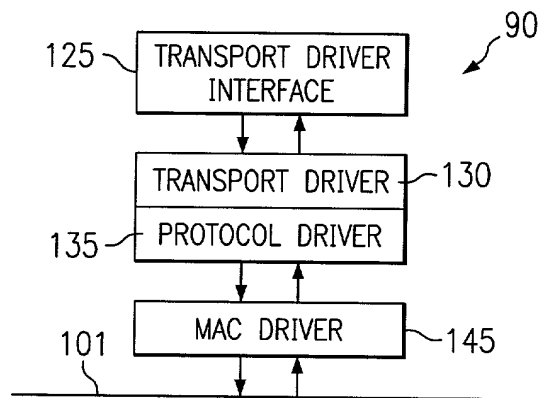 90
125
TRANSPORT DRIVER
INTERFACE
TRANSPORT DRIVER
130
135
PROTOCOL DRIVER
MAC DRIVER
145
101